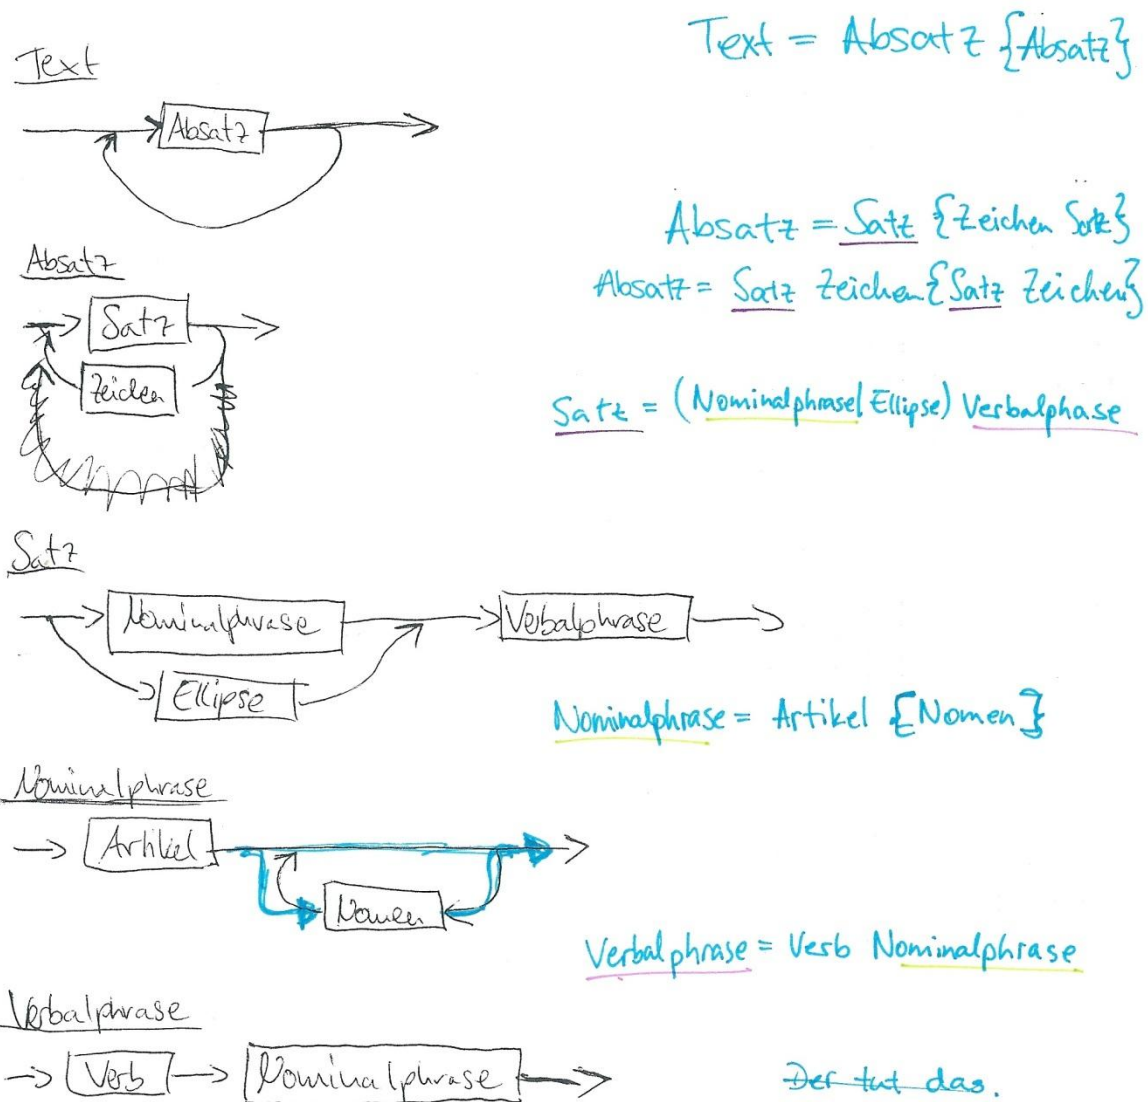 Text = Absatz {Absatz}
Text
Absatz
Absatz = Satz {Zeichen Satz}
Absatz
Absatz = Satz Zeichen {Satz Zeichen}
Satz
Zeichen
Satz = (Nominalphrase| Ellipse) Verbalphase
Satz
Nominalphrase Verbalphrase
Ellipse
Nominalphrase = Artikel {Nomen}
Nominalphrase
Artikel
Nomen
Verbalphrase = Verb Nominalphrase
Verbalphrase
Verb Nominalphrase
Der tut das.